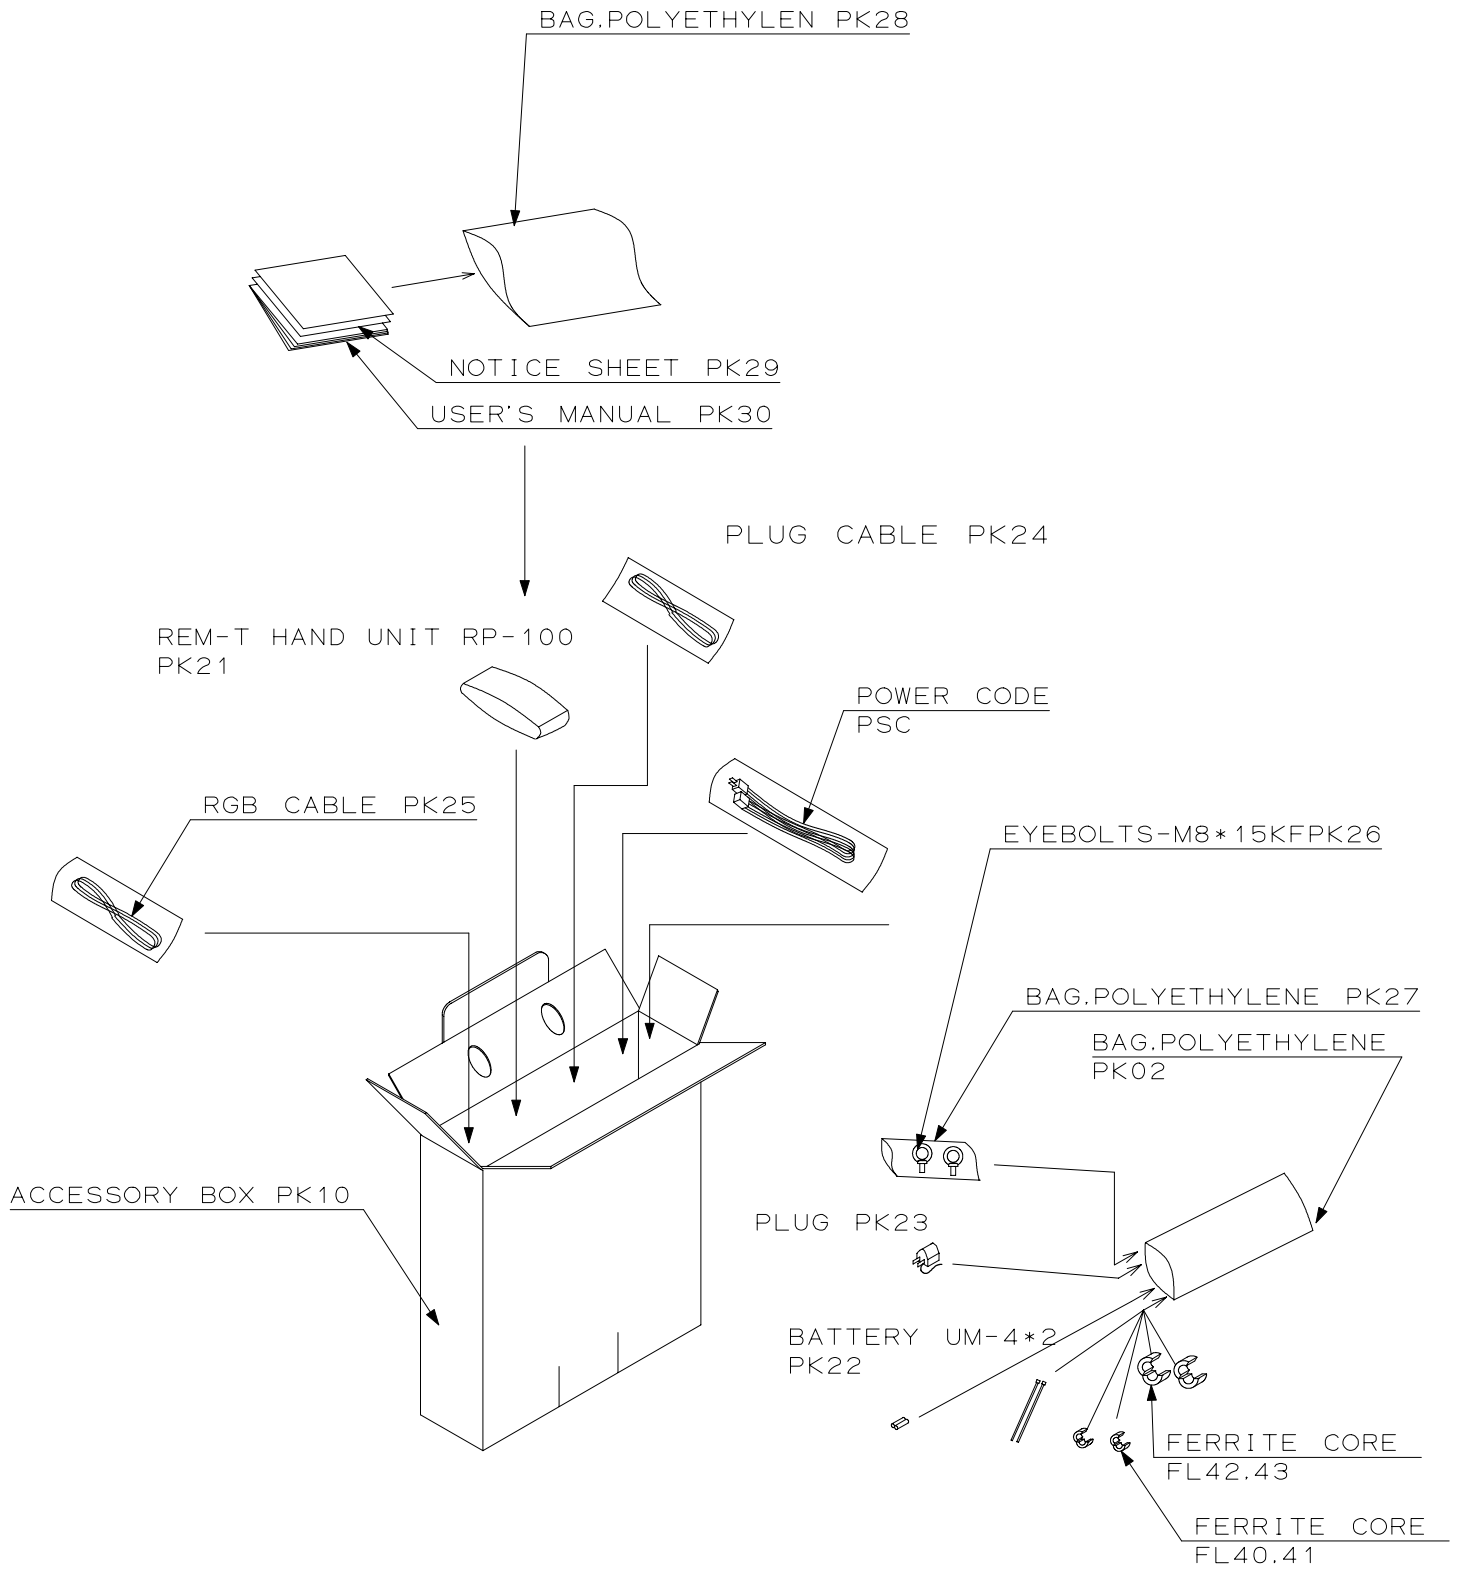 BAG.POLYETHYLEN PK28
NOTICE SHEET PK29
USER'S MANUAL PK30
PLUG CABLE PK24
REM-T HAND UNIT RP-100
PK21
POWER CODE
PSC
RGB CABLE PK25
EYEBOLTS-M8*15KFPK26
BAG.POLYETHYLENE PK27
BAG.POLYETHYLENE
PK02
ACCESSORY BOX PK10
PLUG PK23
BATTERY UM-4*2
PK22
FERRITE CORE
FL42.43
FERRITE CORE
FL40.41